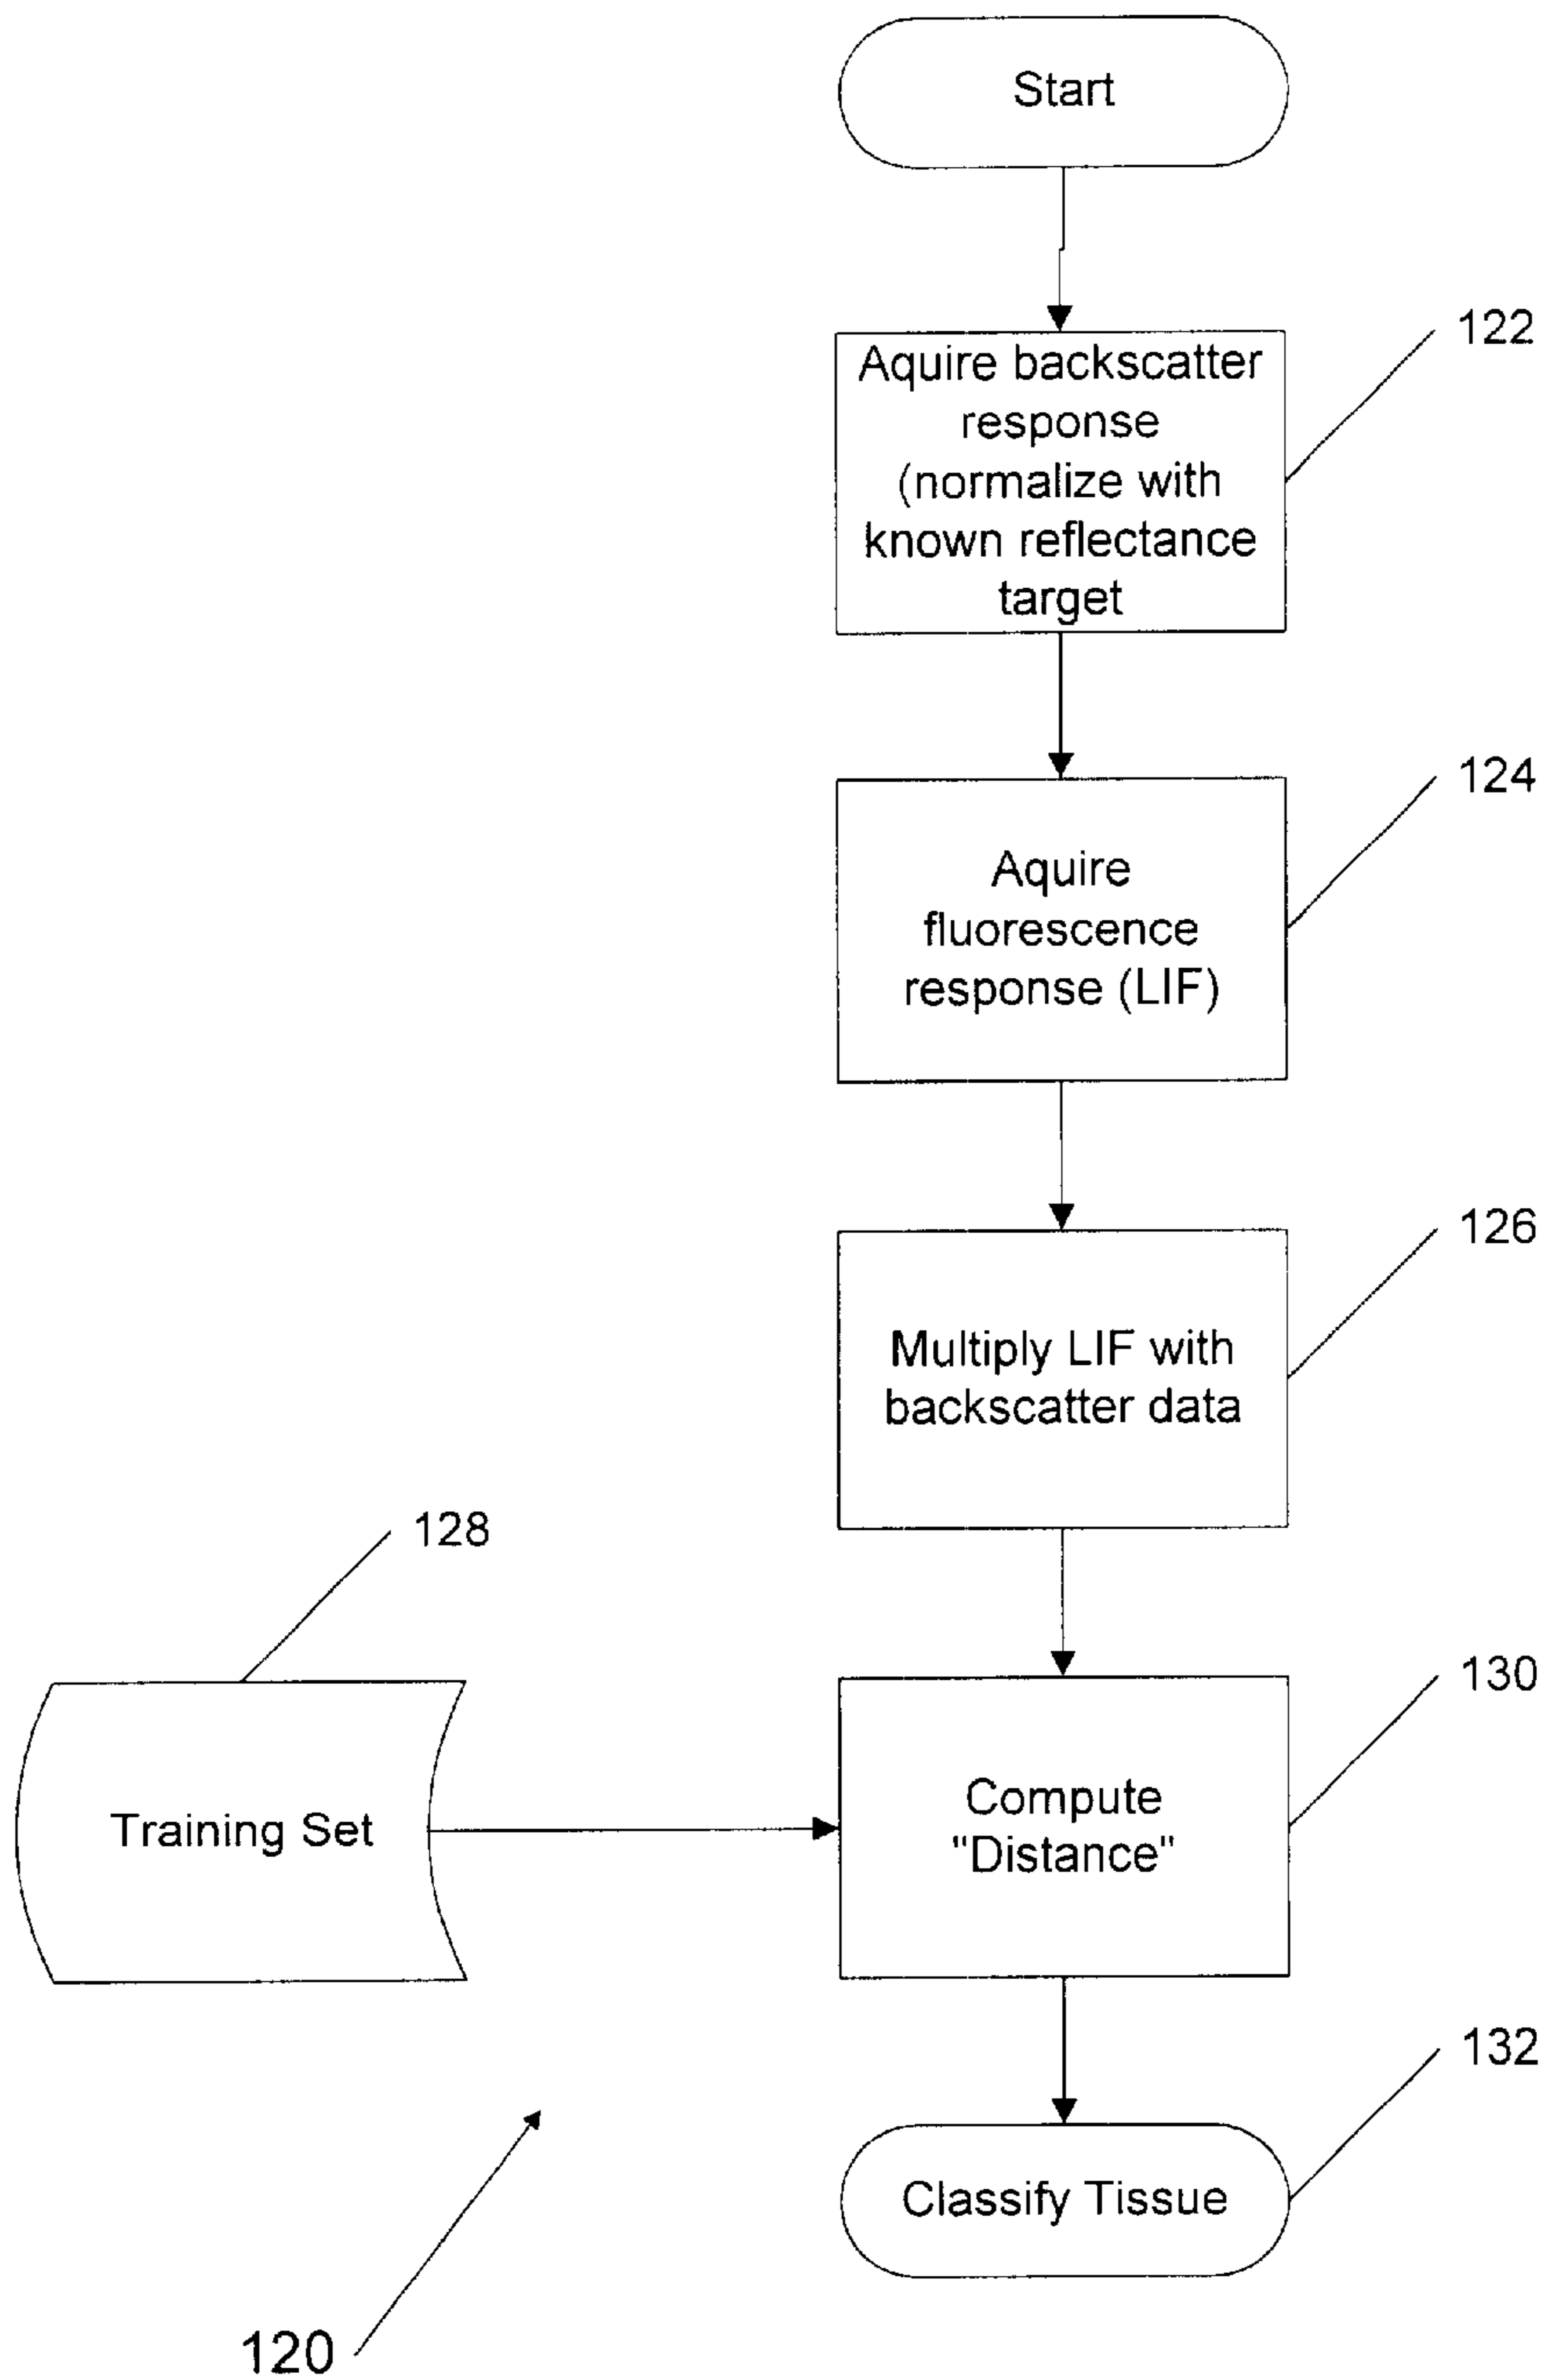 Start
Aquire backscatter
response
(normalize with
known reflectance
target
122
Aquire
fluorescence
response (LIF)
124
Multiply LIF with
backscatter data
126
128
Training Set
Compute
"Distance"
130
Classify Tissue
132
120